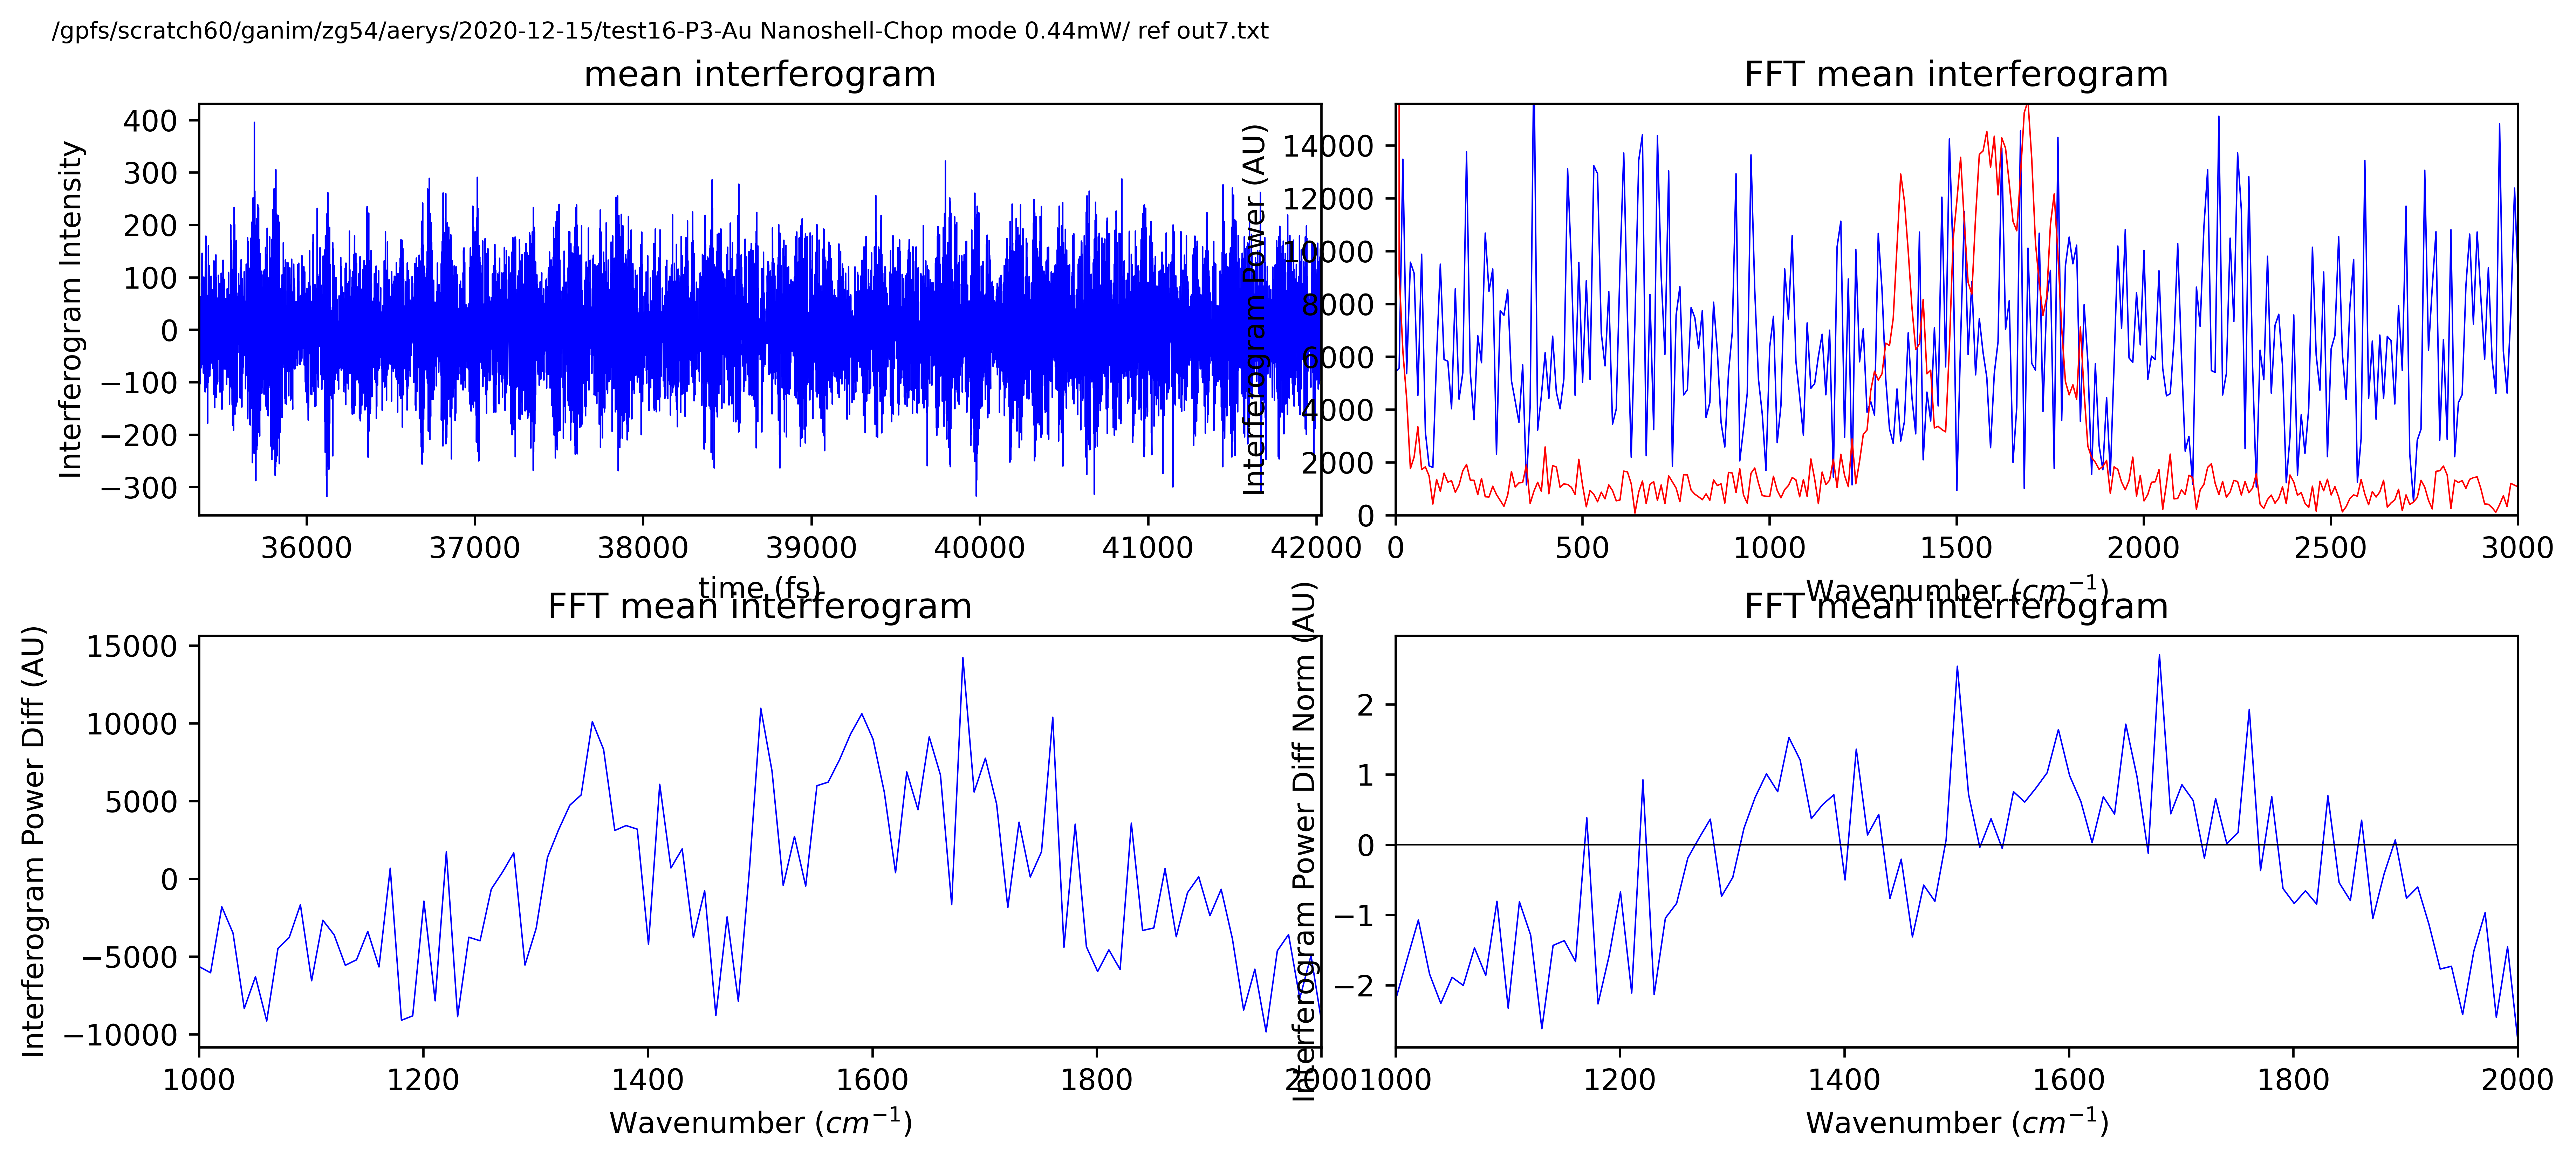 /gpfs/scratch60/ganim/zg54/aerys/2020-12-15/test16-P3-Au Nanoshell-Chop mode 0.44mW/ ref out7.txt
mean interferogram
Interferogram Intensity
400
300
200
100
0
−100
−200
−300
36000 37000 38000 39000 40000 41000 42000
time (fs)
FFT mean interferogram
Interferogram Power (AU)
14000
12000
10000
8000
6000
4000
2000
0
0 500 1000 1500 2000 2500 3000
Wavenumber (cm⁻¹)
FFT mean interferogram
Interferogram Power Diff (AU)
15000
10000
5000
0
−5000
−10000
1000 1200 1400 1600 1800 2000
Wavenumber (cm⁻¹)
FFT mean interferogram
Interferogram Power Diff Norm (AU)
2
1
0
−1
−2
1000 1200 1400 1600 1800 2000
Wavenumber (cm⁻¹)